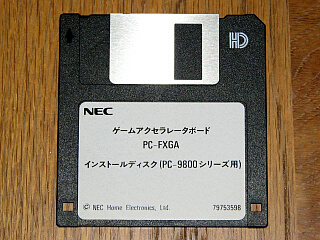 HD
NEC
ゲームアクセラレータボード
PC-FXGA
インストールディスク(PC-9800シリーズ用)
© NEC Home Electronics, Ltd. 79753598